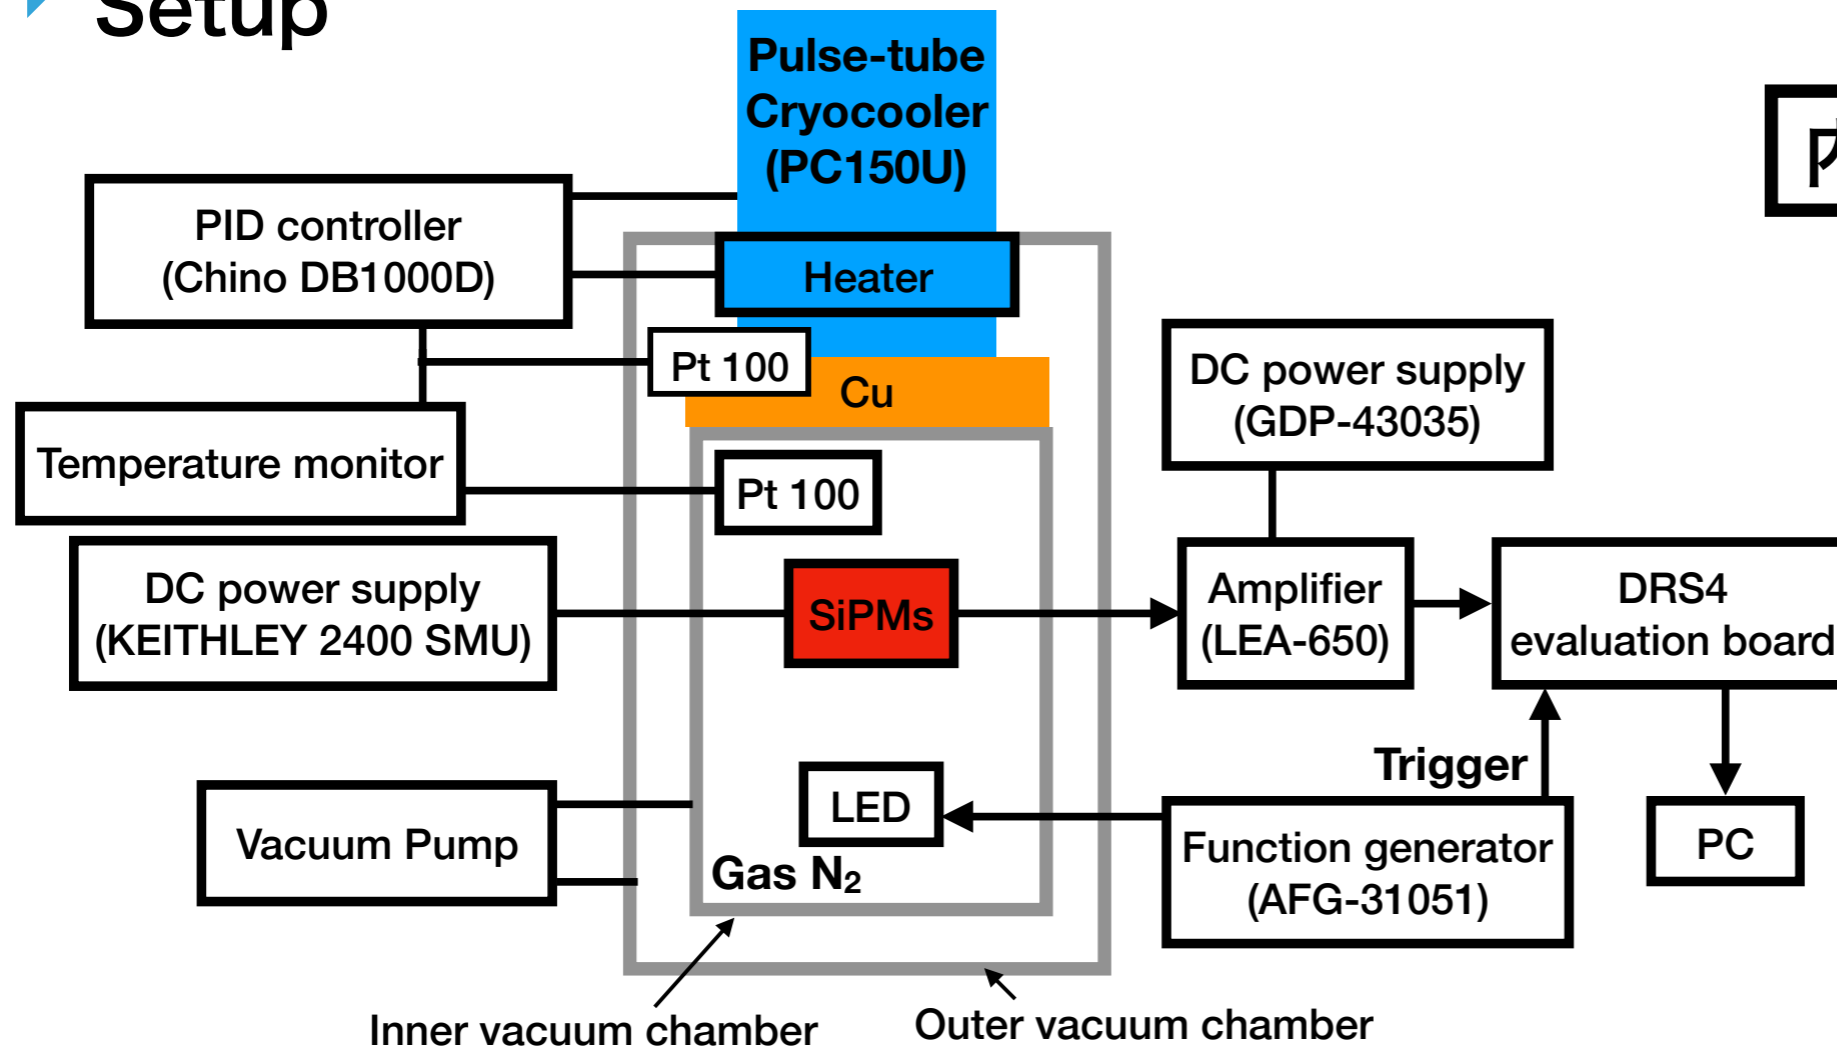 Setup
Pulse-tube
Cryocooler
(PC150U)
PID controller
(Chino DB1000D)
Heater
Pt 100
Cu
DC power supply
(GDP-43035)
Temperature monitor
Pt 100
DC power supply
(KEITHLEY 2400 SMU)
SiPMs
Amplifier
(LEA-650)
DRS4
evaluation board
Trigger
Vacuum Pump
LED
Gas N₂
Function generator
(AFG-31051)
PC
Inner vacuum chamber
Outer vacuum chamber